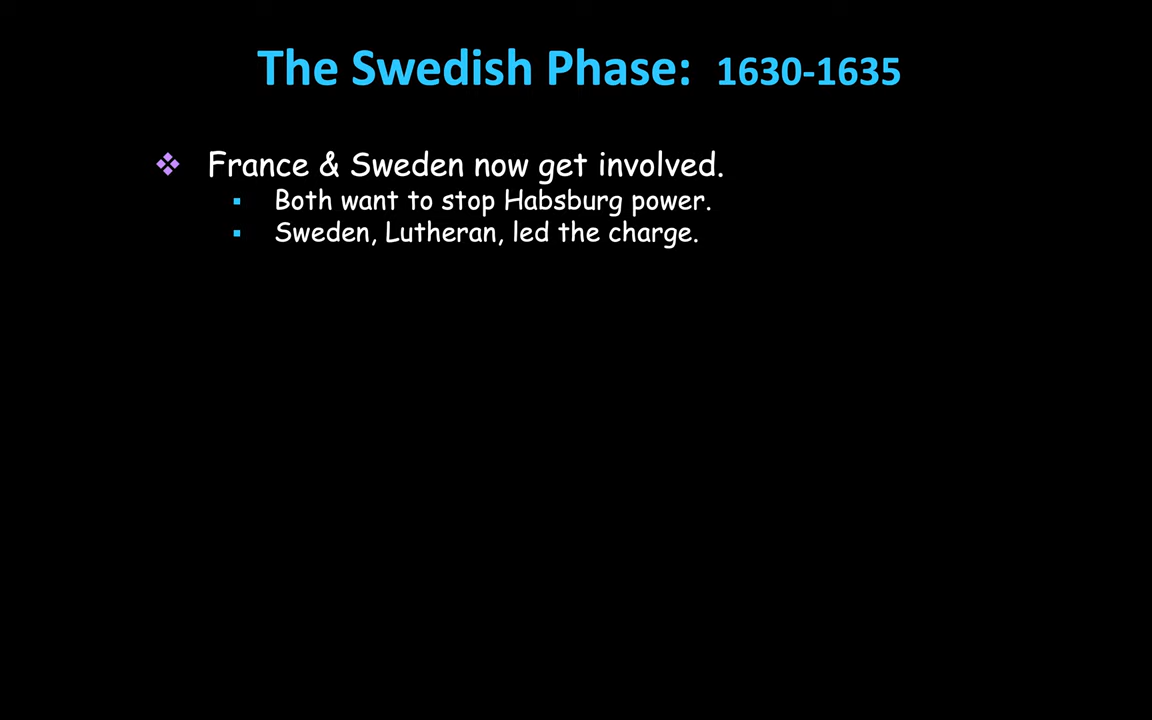 The Swedish Phase: 1630-1635
❖ France & Sweden now get involved.
▪ Both want to stop Habsburg power.
▪ Sweden, Lutheran, led the charge.